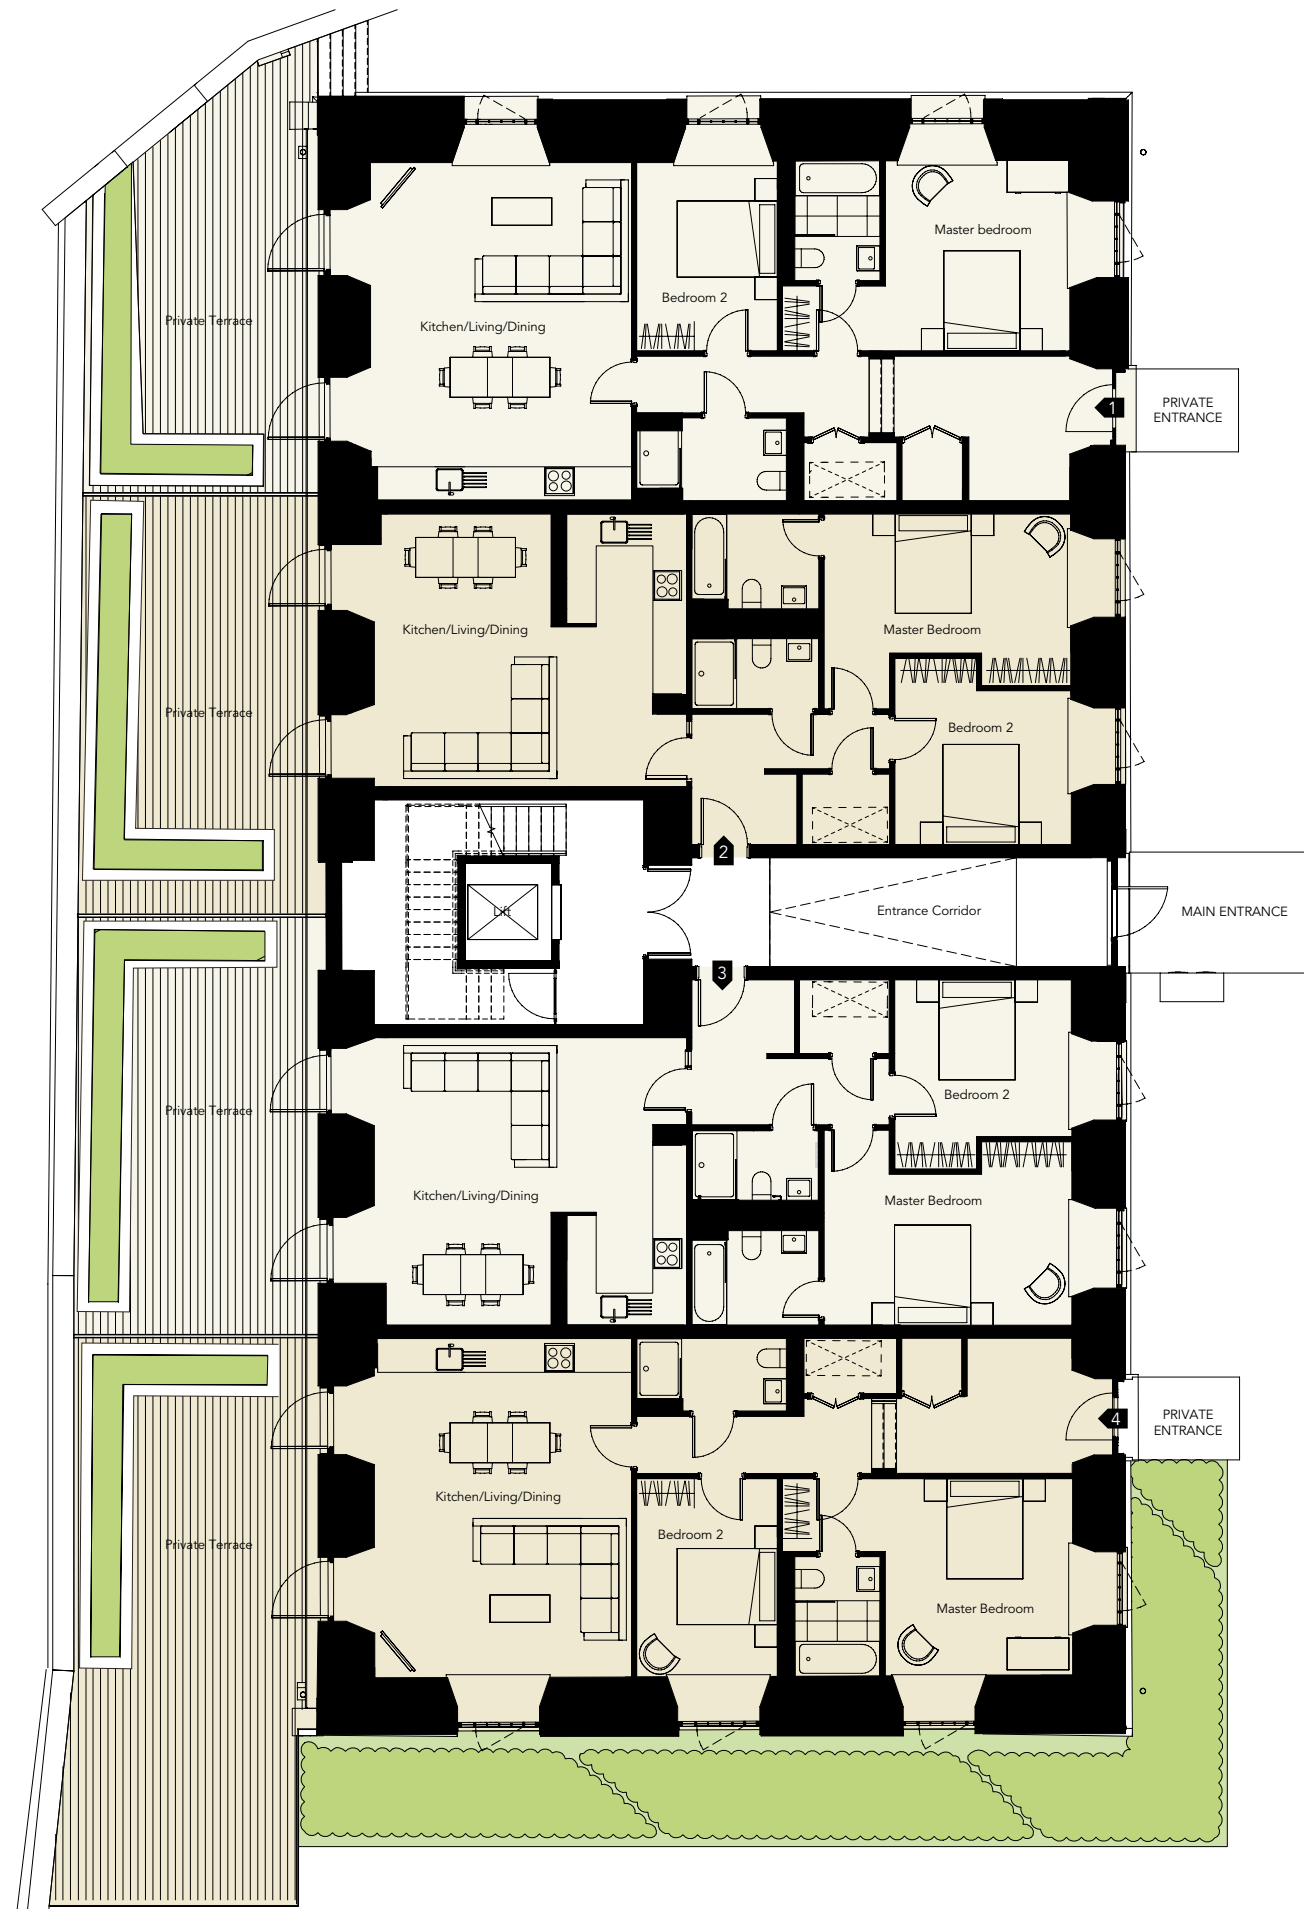 Master bedroom
Bedroom 2
Private Terrace
Kitchen/Living/Dining
1
PRIVATE
ENTRANCE
Kitchen/Living/Dining
Master Bedroom
Private Terrace
Bedroom 2
2
Lift
Entrance Corridor
MAIN ENTRANCE
3
Bedroom 2
Private Terrace
Kitchen/Living/Dining
Master Bedroom
4
PRIVATE
ENTRANCE
Kitchen/Living/Dining
Bedroom 2
Private Terrace
Master Bedroom